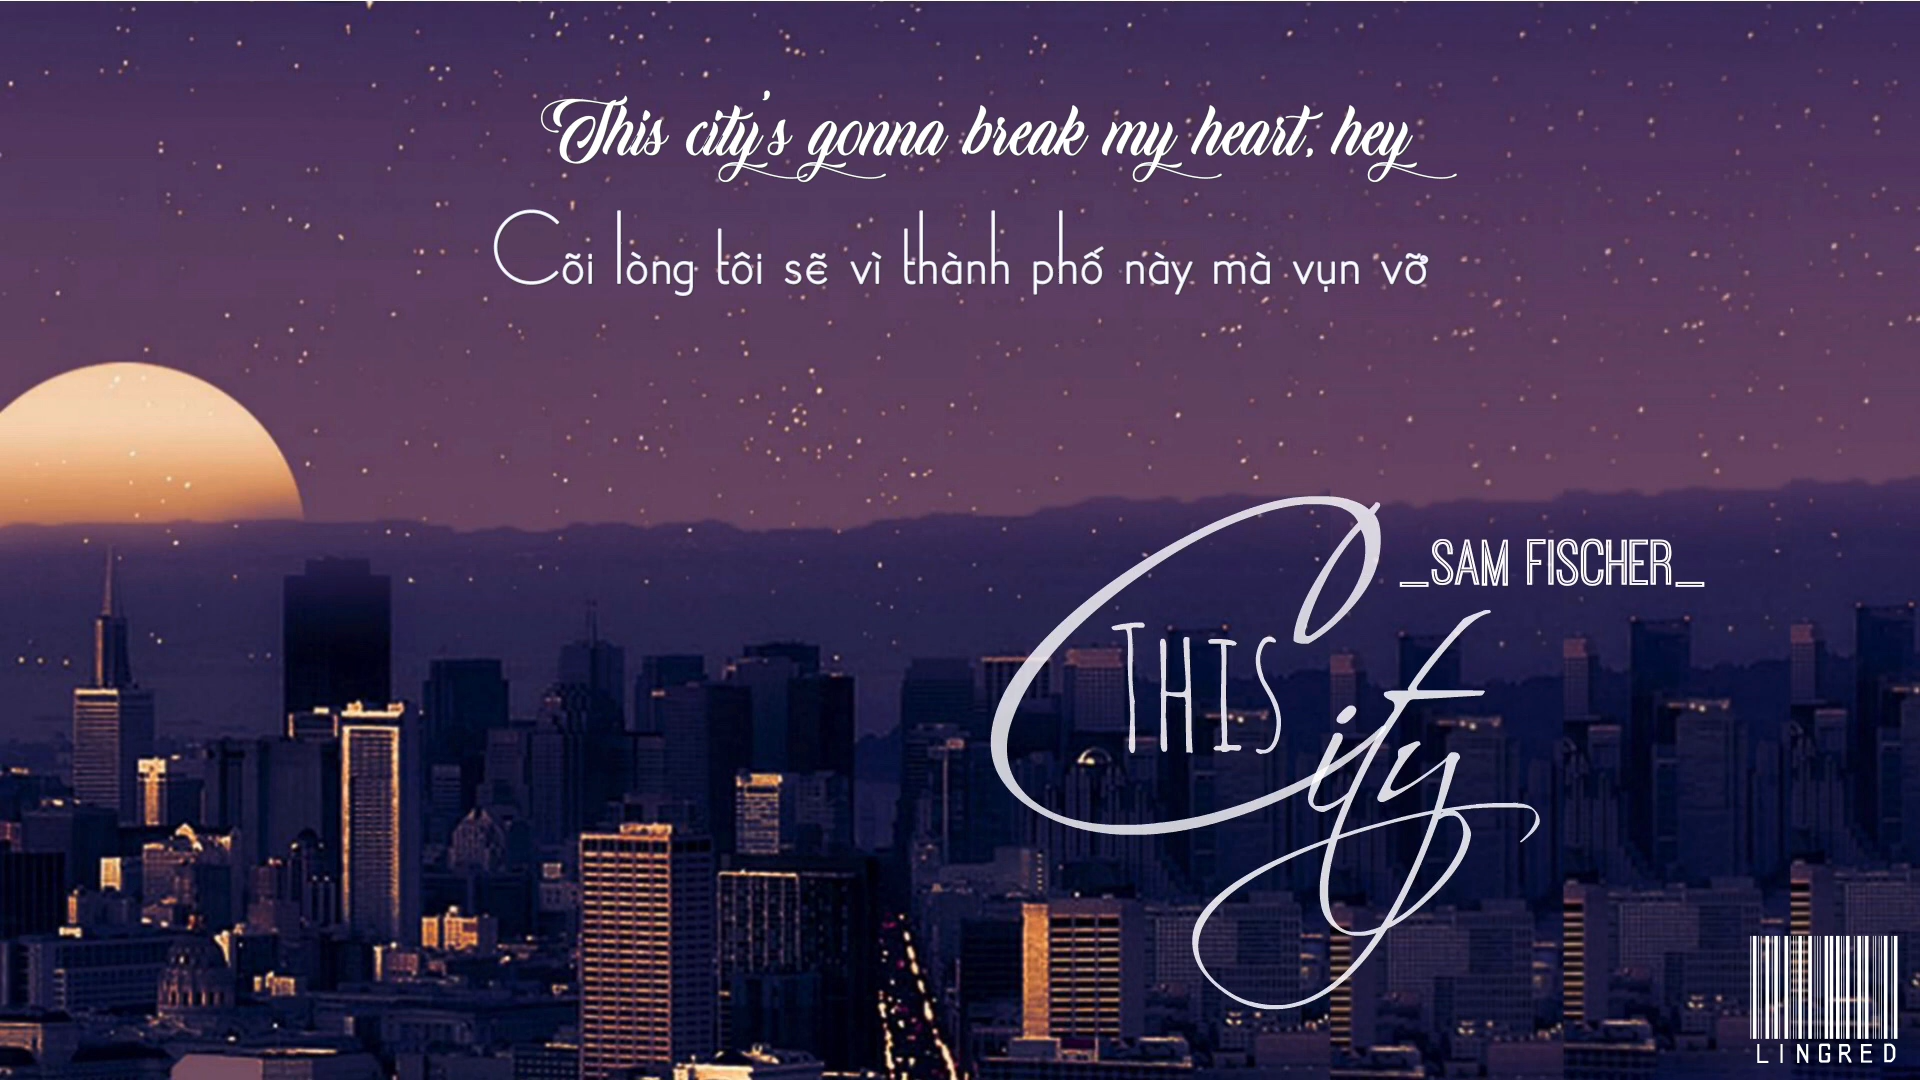 This city's gonna break my heart, hey
Cõi lòng tôi sẽ vì thành phố này mà vụn vỡ
_SAM FISCHER_
THIS
City
LINGRED